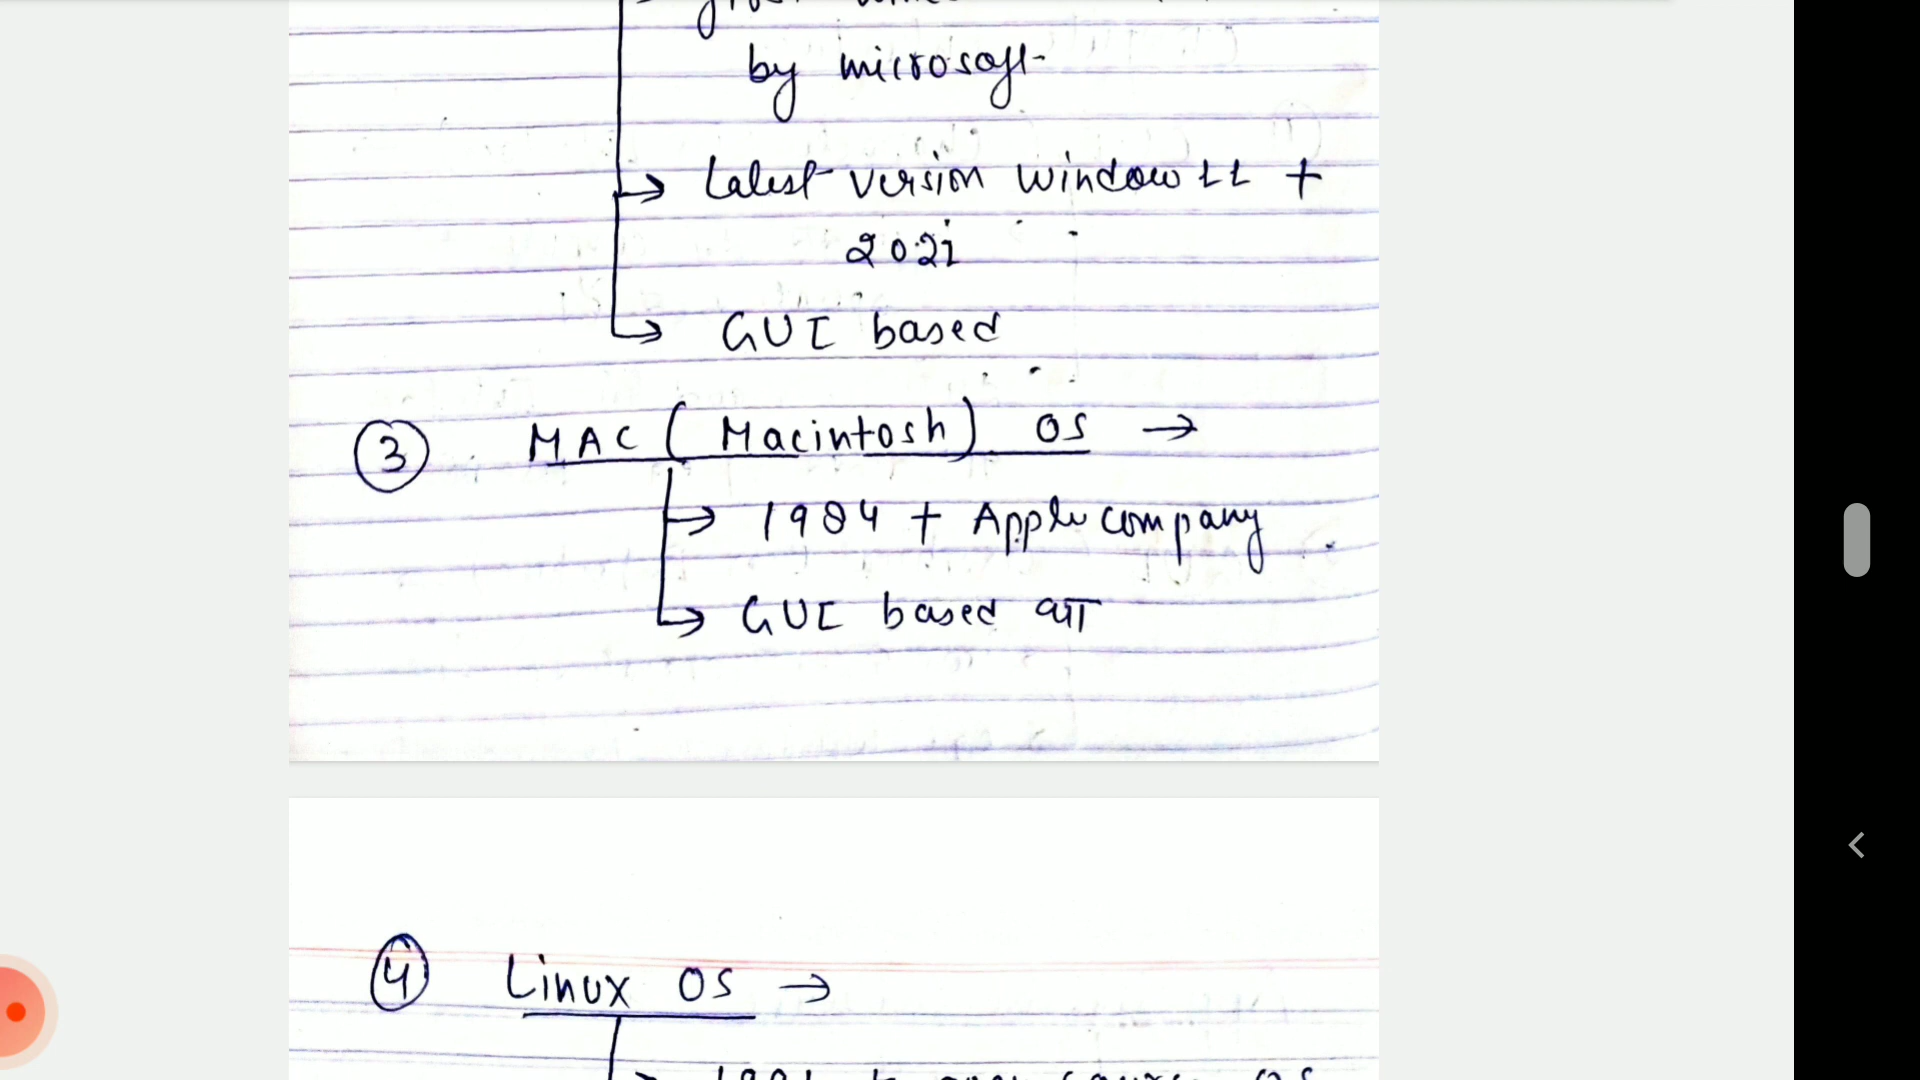 by microsoft
→ Latest version window 11 +
2021
→ GUI based
③ MAC (Macintosh) OS →
→ 1984 + Apple company
→ GUI based था
④ Linux OS →